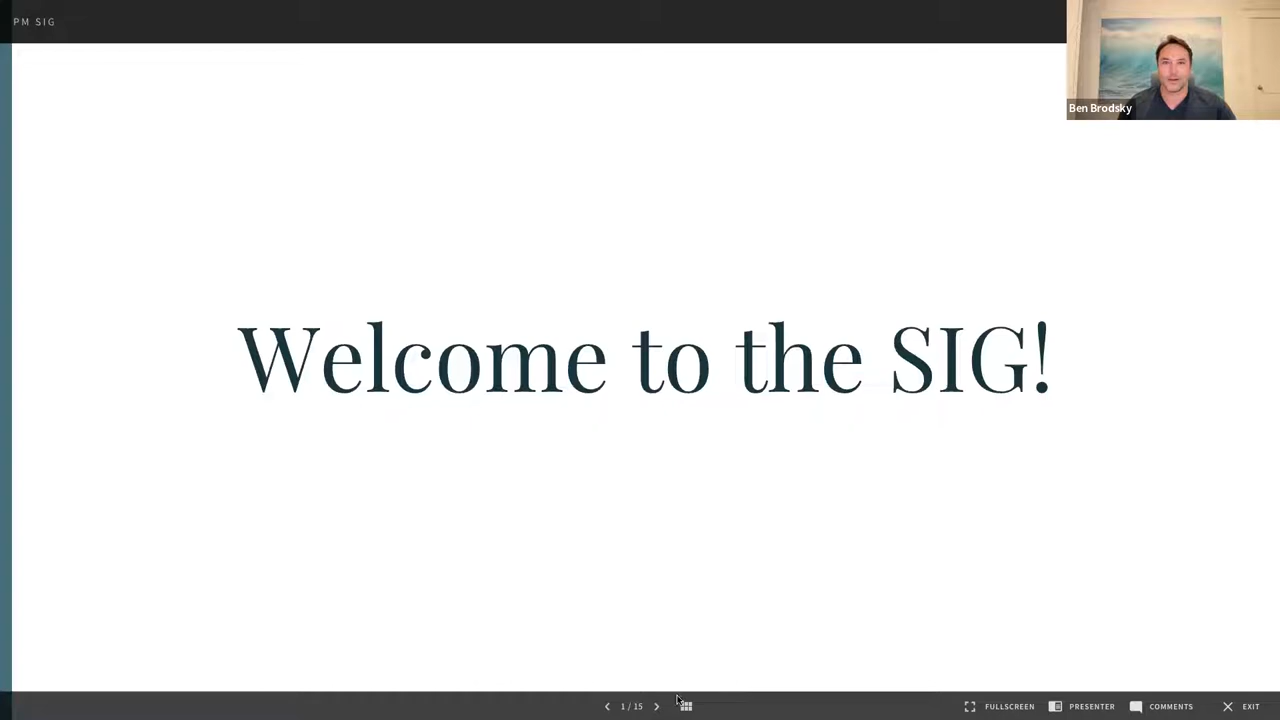 PM SIG
Ben Brodsky
Welcome to the SIG!
1 / 15
FULLSCREEN
PRESENTER
COMMENTS
EXIT